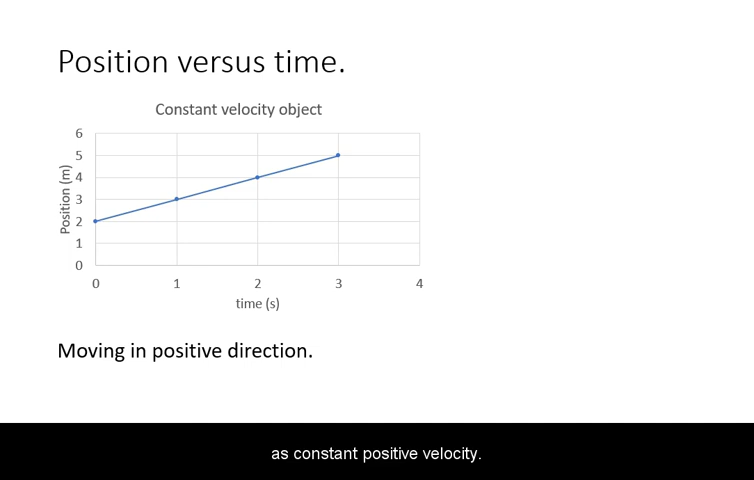 Position versus time.
Constant velocity object
6
5
4
3
2
1
0
Position (m)
0 1 2 3 4
time (s)
Moving in positive direction.
as constant positive velocity.